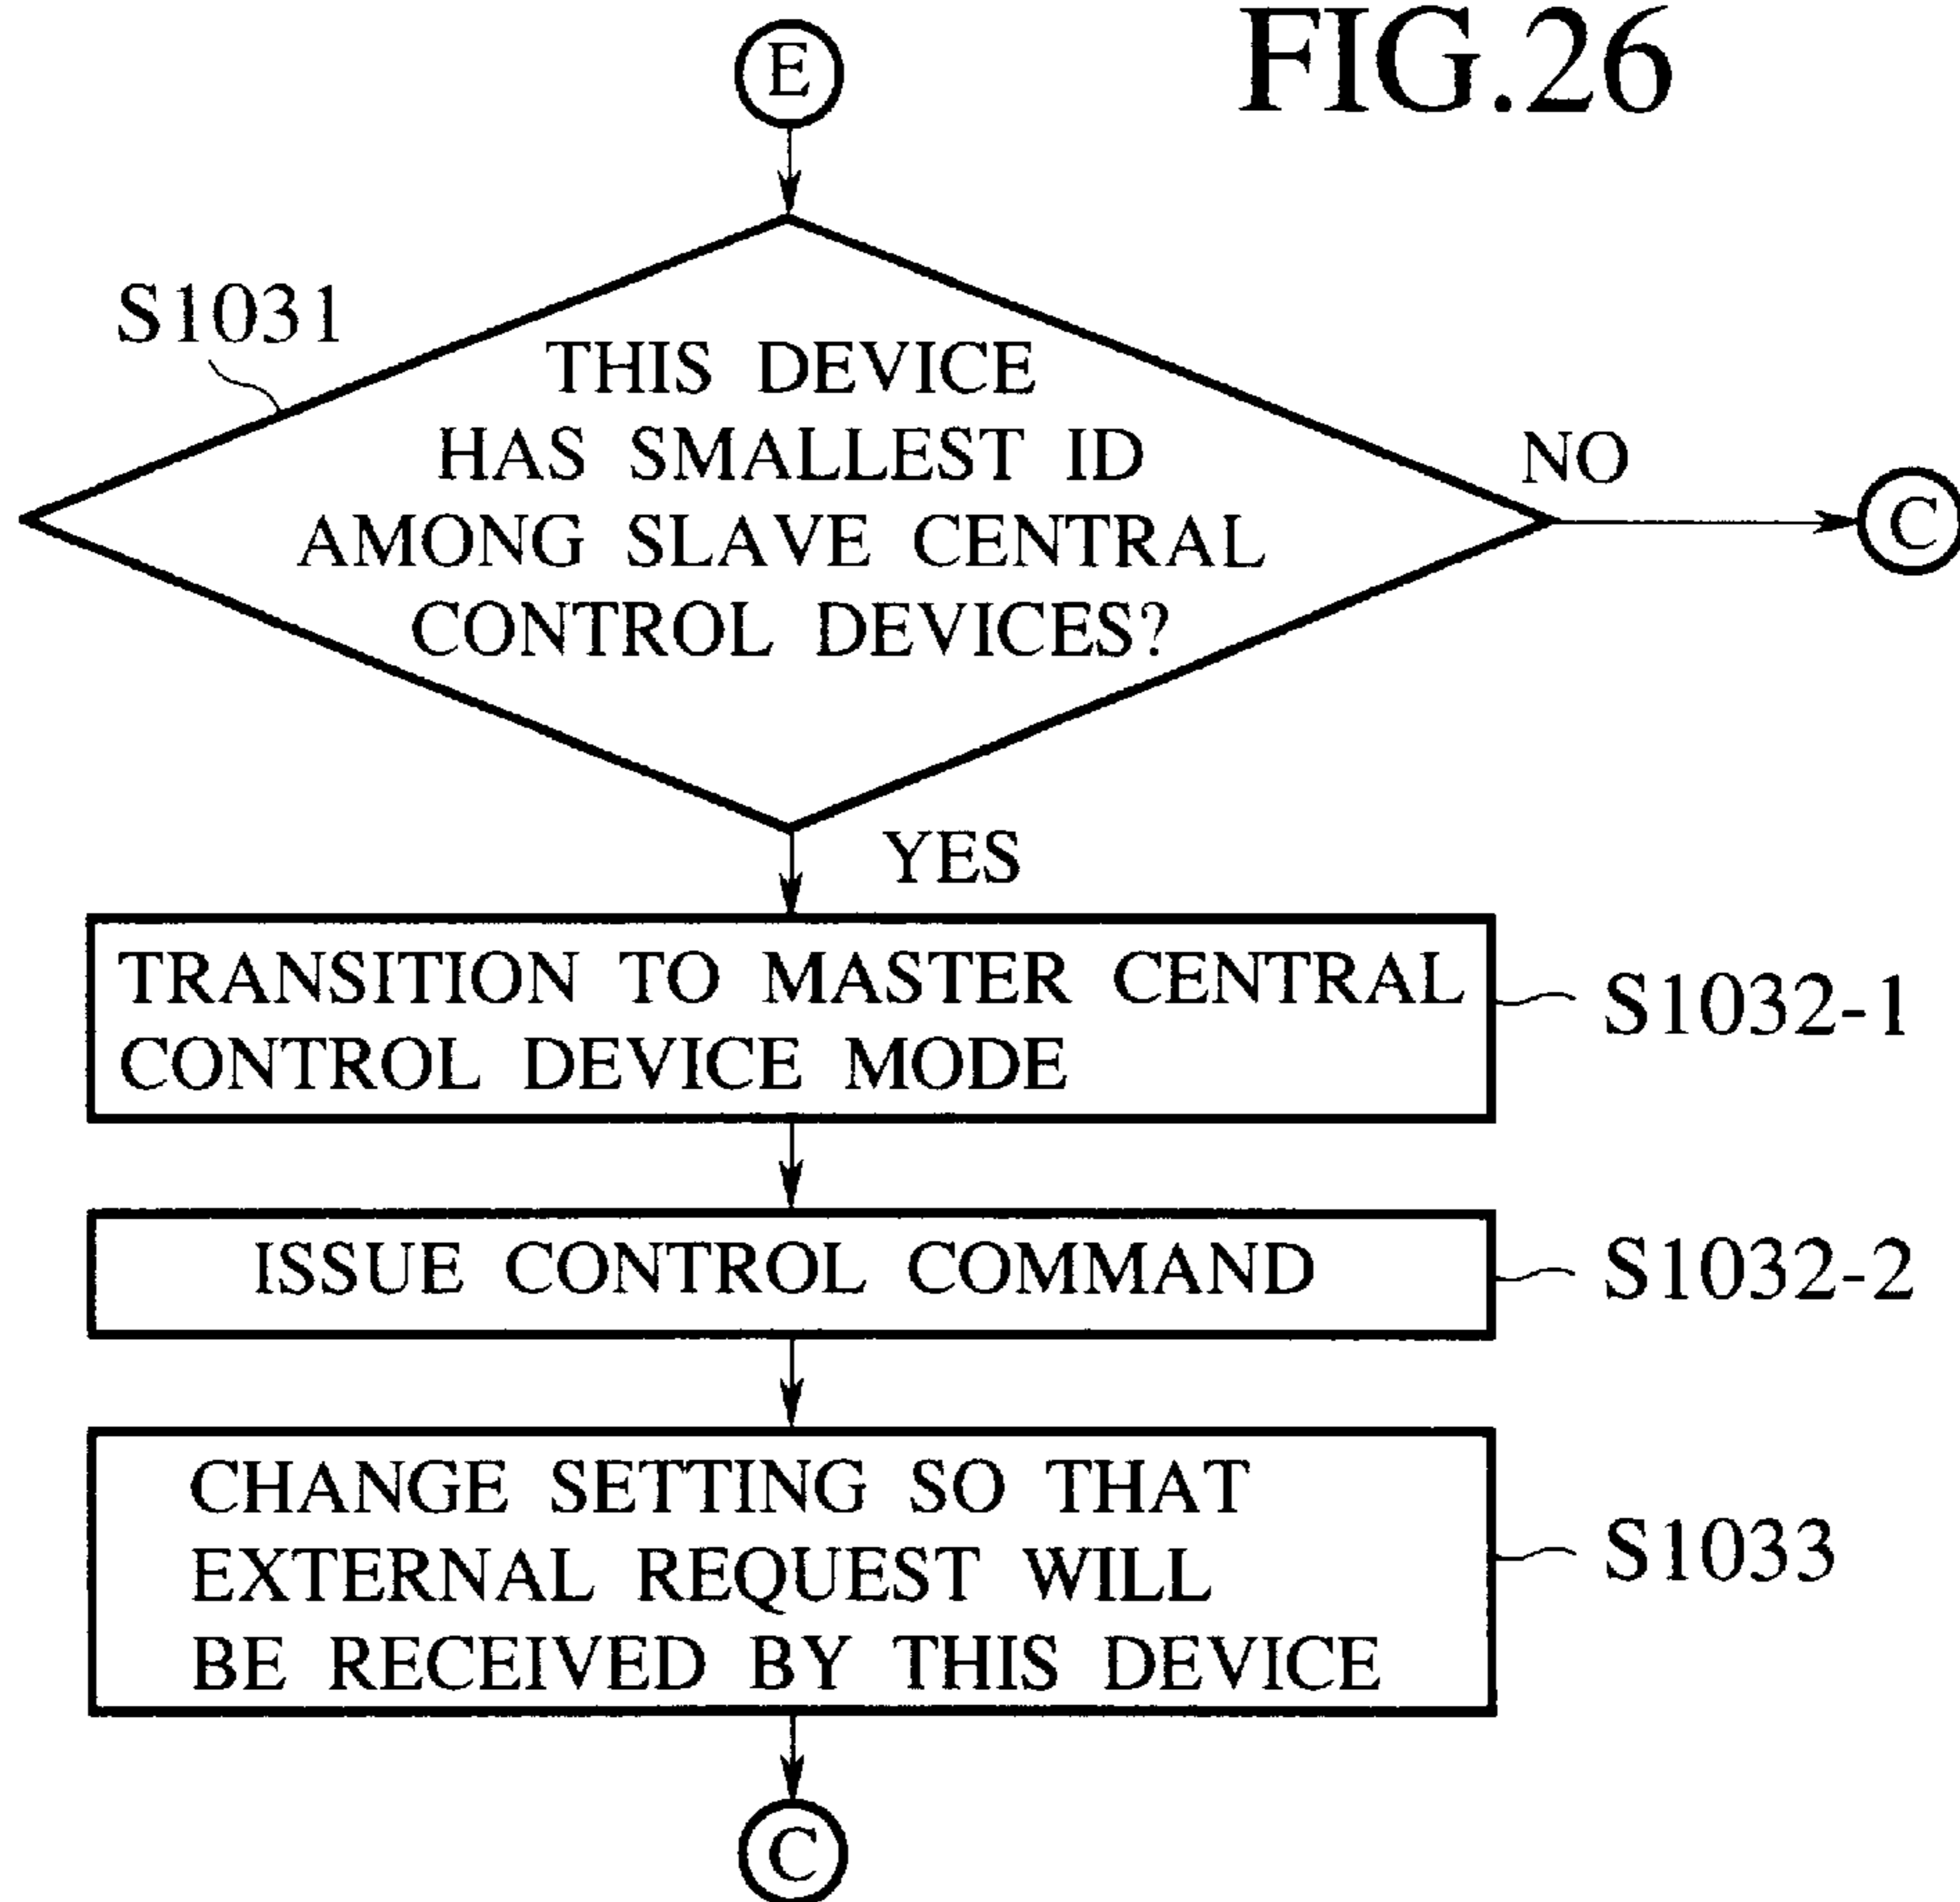 FIG.26
E
S1031
THIS DEVICE
HAS SMALLEST ID
AMONG SLAVE CENTRAL
CONTROL DEVICES?
NO
C
YES
TRANSITION TO MASTER CENTRAL
CONTROL DEVICE MODE
S1032-1
ISSUE CONTROL COMMAND
S1032-2
CHANGE SETTING SO THAT
EXTERNAL REQUEST WILL
BE RECEIVED BY THIS DEVICE
S1033
C